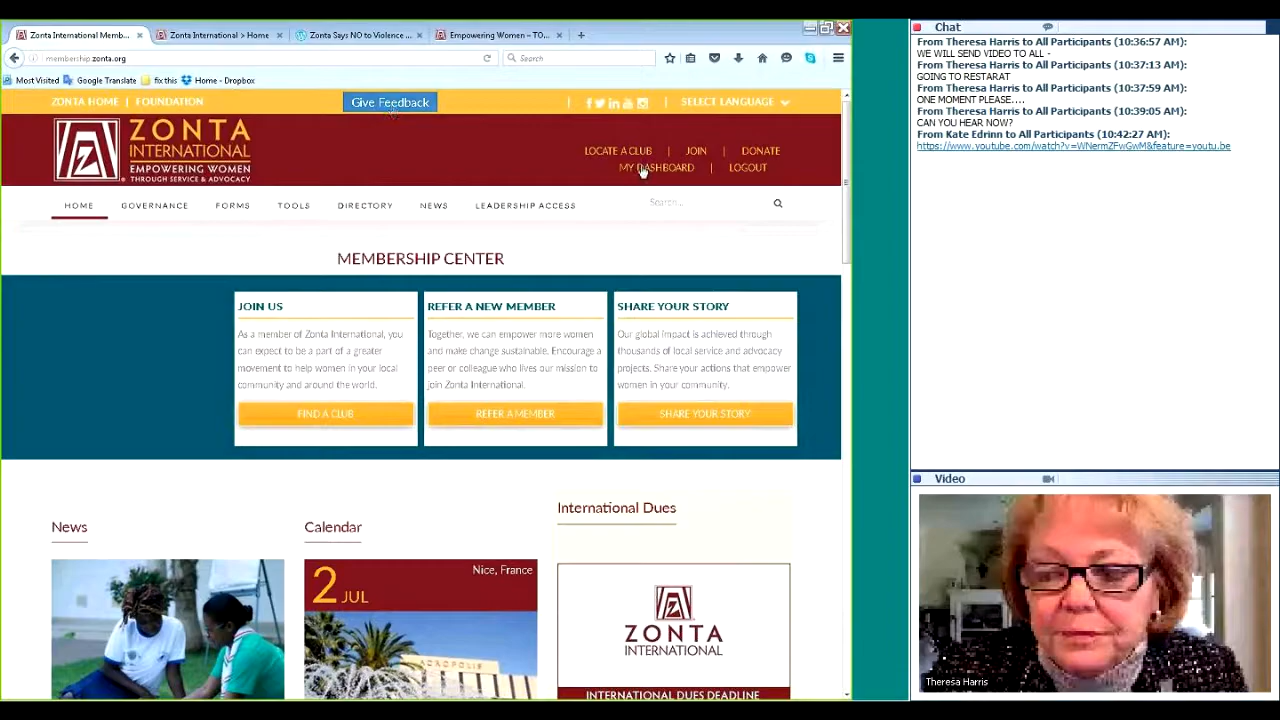 Zonta International Memb...
Zonta International > Home
Zonta Says NO to Violence ...
Empowering Women – TO...
membership.zonta.org
Search
Most Visited
Google Translate
fix this
Home - Dropbox
ZONTA HOME | FOUNDATION
Give Feedback
SELECT LANGUAGE
ZONTA
INTERNATIONAL
EMPOWERING WOMEN
THROUGH SERVICE & ADVOCACY
LOCATE A CLUB | JOIN | DONATE
MY DASHBOARD | LOGOUT
HOME
GOVERNANCE
FORMS
TOOLS
DIRECTORY
NEWS
LEADERSHIP ACCESS
Search...
MEMBERSHIP CENTER
JOIN US
As a member of Zonta International, you
can expect to be a part of a greater
movement to help women in your local
community and around the world.
FIND A CLUB
REFER A NEW MEMBER
Together, we can empower more women
and make change sustainable. Encourage a
peer or colleague who lives our mission to
join Zonta International.
REFER A MEMBER
SHARE YOUR STORY
Our global impact is achieved through
thousands of local service and advocacy
projects. Share your actions that empower
women in your community.
SHARE YOUR STORY
News
Calendar
2 JUL
Nice, France
ACROPOLIS
International Dues
ZONTA
INTERNATIONAL
INTERNATIONAL DUES DEADLINE
Chat
From Theresa Harris to All Participants (10:36:57 AM):
WE WILL SEND VIDEO TO ALL -
From Theresa Harris to All Participants (10:37:13 AM):
GOING TO RESTARAT
From Theresa Harris to All Participants (10:37:59 AM):
ONE MOMENT PLEASE....
From Theresa Harris to All Participants (10:39:05 AM):
CAN YOU HEAR NOW?
From Kate Edrinn to All Participants (10:42:27 AM):
https://www.youtube.com/watch?v=WNermZFwGwM&feature=youtu.be
Video
Theresa Harris